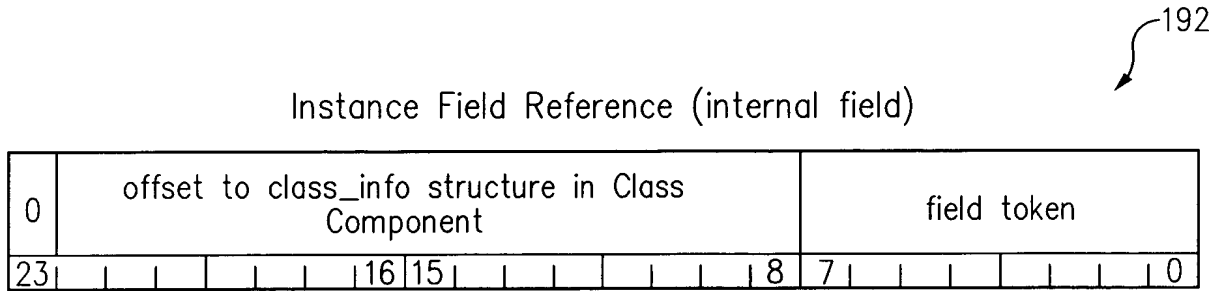 192
Instance Field Reference (internal field)
0 offset to class_info structure in Class Component field token
23 16 15 8 7 0